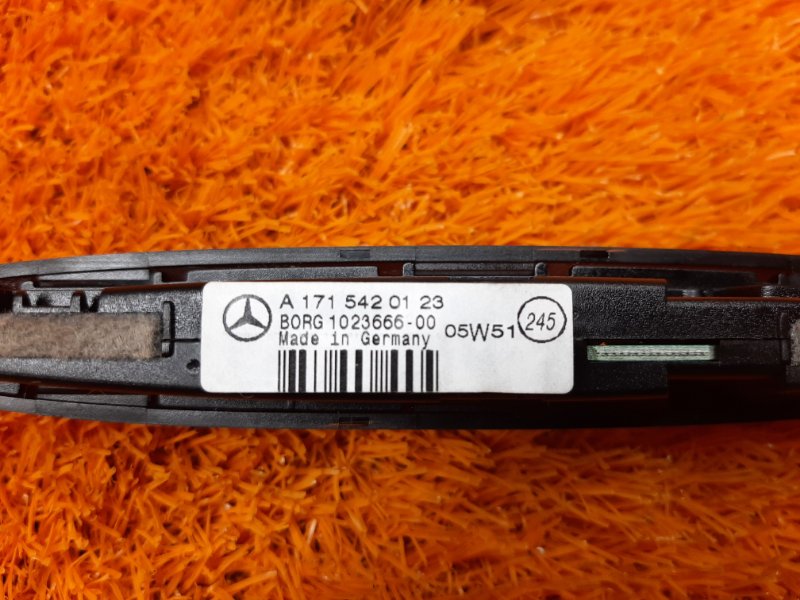 A 171 542 01 23
BORG 1023666-00
Made in Germany
05W51
245